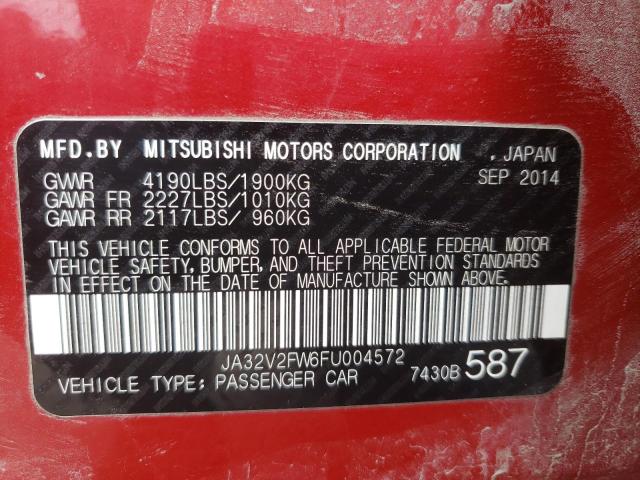 MFD.BY MITSUBISHI MOTORS CORPORATION . JAPAN
GVWR 4190LBS/1900KG SEP 2014
GAWR FR 2227LBS/1010KG
GAWR RR 2117LBS/ 960KG
THIS VEHICLE CONFORMS TO ALL APPLICABLE FEDERAL MOTOR
VEHICLE SAFETY, BUMPER, AND THEFT PREVENTION STANDARDS
IN EFFECT ON THE DATE OF MANUFACTURE SHOWN ABOVE.
JA32V2FW6FU004572
VEHICLE TYPE: PASSENGER CAR 7430B 587